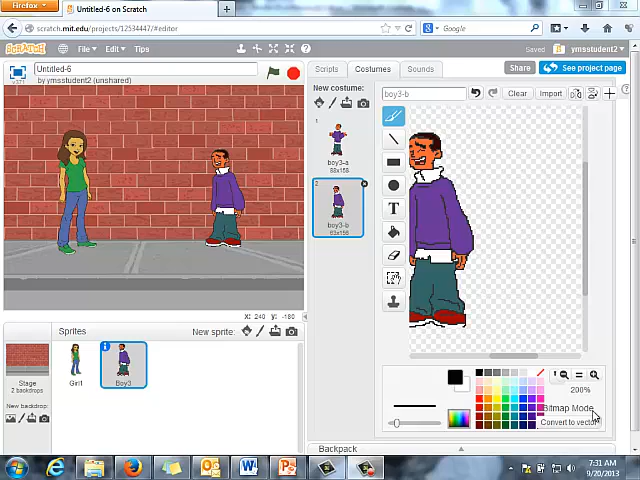 Firefox
Untitled-6 on Scratch
scratch.mit.edu/projects/12534447/#editor
Google
SCRATCH File Edit Tips Saved ymsstudent2
Untitled-6
by ymsstudent2 (unshared)
v371
Scripts Costumes Sounds Share See project page
New costume:
boy3-b Clear Import
1
boy3-a
88x158
2
boy3-b
63x158
T
X: 240 Y: -180
Sprites New sprite:
Stage
2 backdrops
Girl1
Boy3
New backdrop:
200%
Bitmap Mode
Convert to vector
Backpack
7:31 AM
9/20/2013